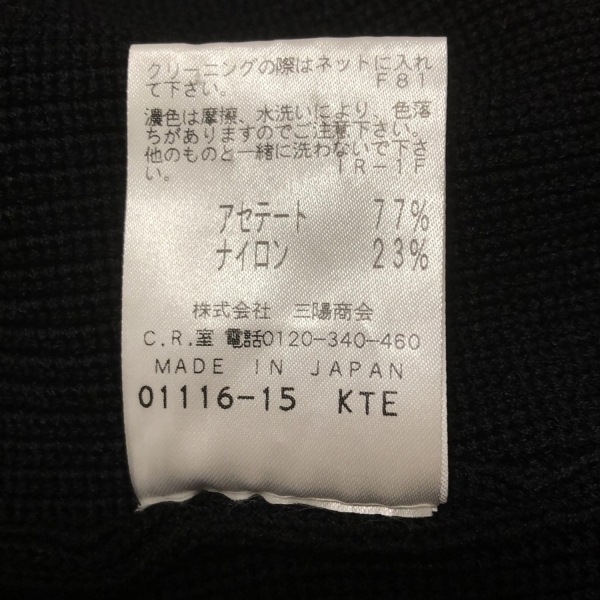 クリーニングの際はネットに入れ
て下さい。 F81
濃色は摩擦、水洗いにより、色落
ちがありますのでご注意下さい。
他のものと一緒に洗わないで下さ
い。 IR-1F
アセテート 77%
ナイロン 23%
株式会社 三陽商会
C.R.室 電話0120-340-460
MADE IN JAPAN
01116-15 KTE